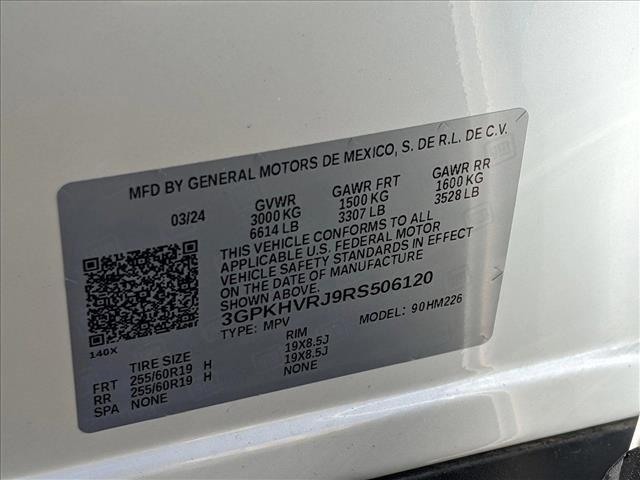 MFD BY GENERAL MOTORS DE MEXICO, S. DE R.L. DE C.V.
03/24 GVWR GAWR FRT GAWR RR
3000 KG 1500 KG 1600 KG
6614 LB 3307 LB 3528 LB
THIS VEHICLE CONFORMS TO ALL
APPLICABLE U.S. FEDERAL MOTOR
VEHICLE SAFETY STANDARDS IN EFFECT
ON THE DATE OF MANUFACTURE
SHOWN ABOVE.
3GPKHVRJ9RS506120
TYPE: MPV MODEL: 90HM226
140X
TIRE SIZE RIM
FRT 255/60R19 H 19X8.5J
RR 255/60R19 H 19X8.5J
SPA NONE NONE